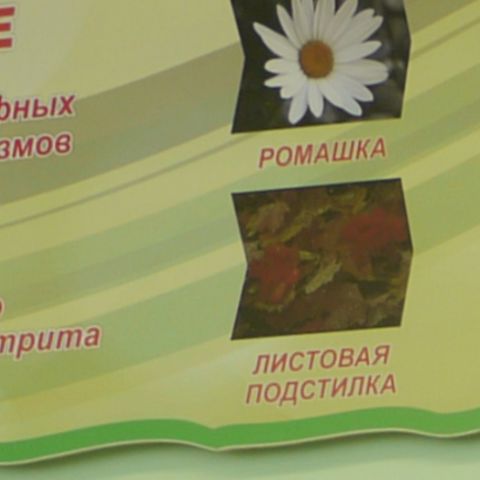 Е
фных
змов
РОМАШКА
трита
ЛИСТОВАЯ
ПОДСТИЛКА